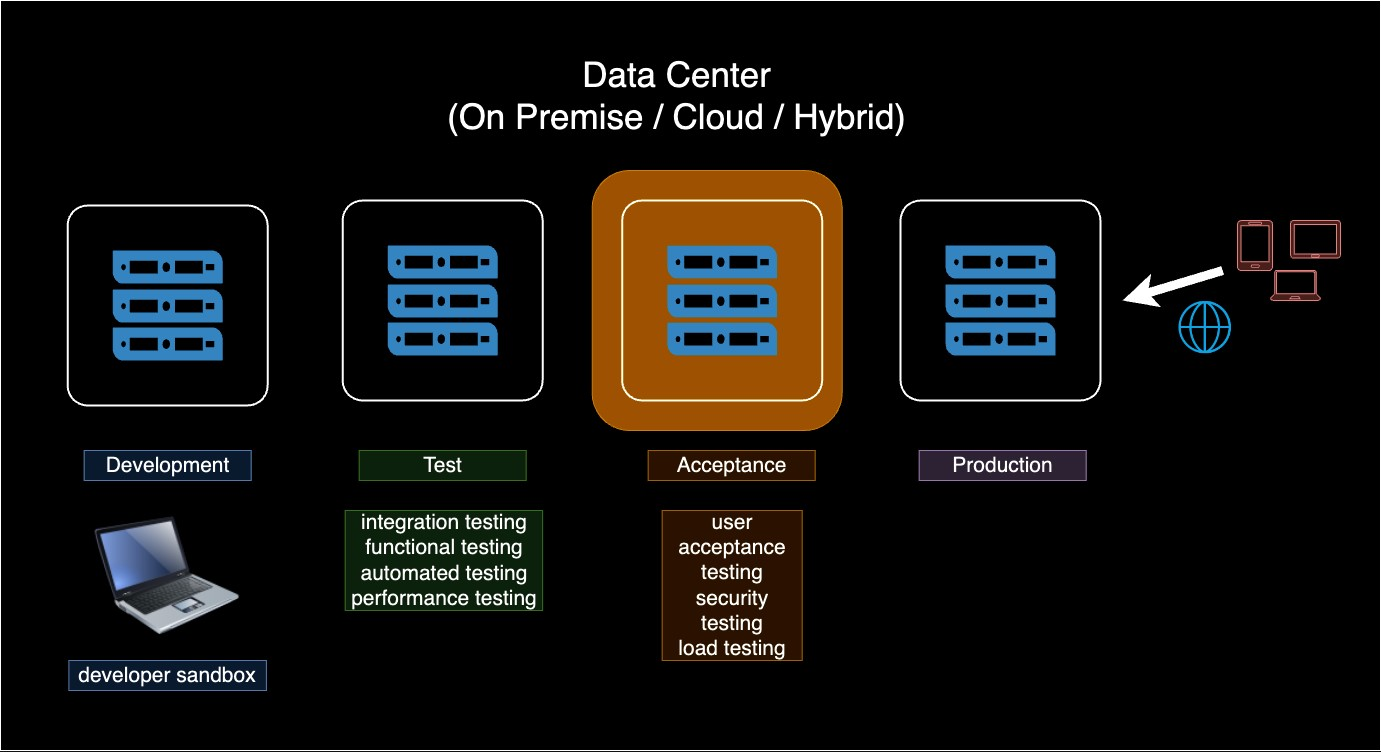 Data Center
(On Premise / Cloud / Hybrid)
Development
Test
Acceptance
Production
integration testing
functional testing
automated testing
performance testing
user
acceptance
testing
security
testing
load testing
developer sandbox